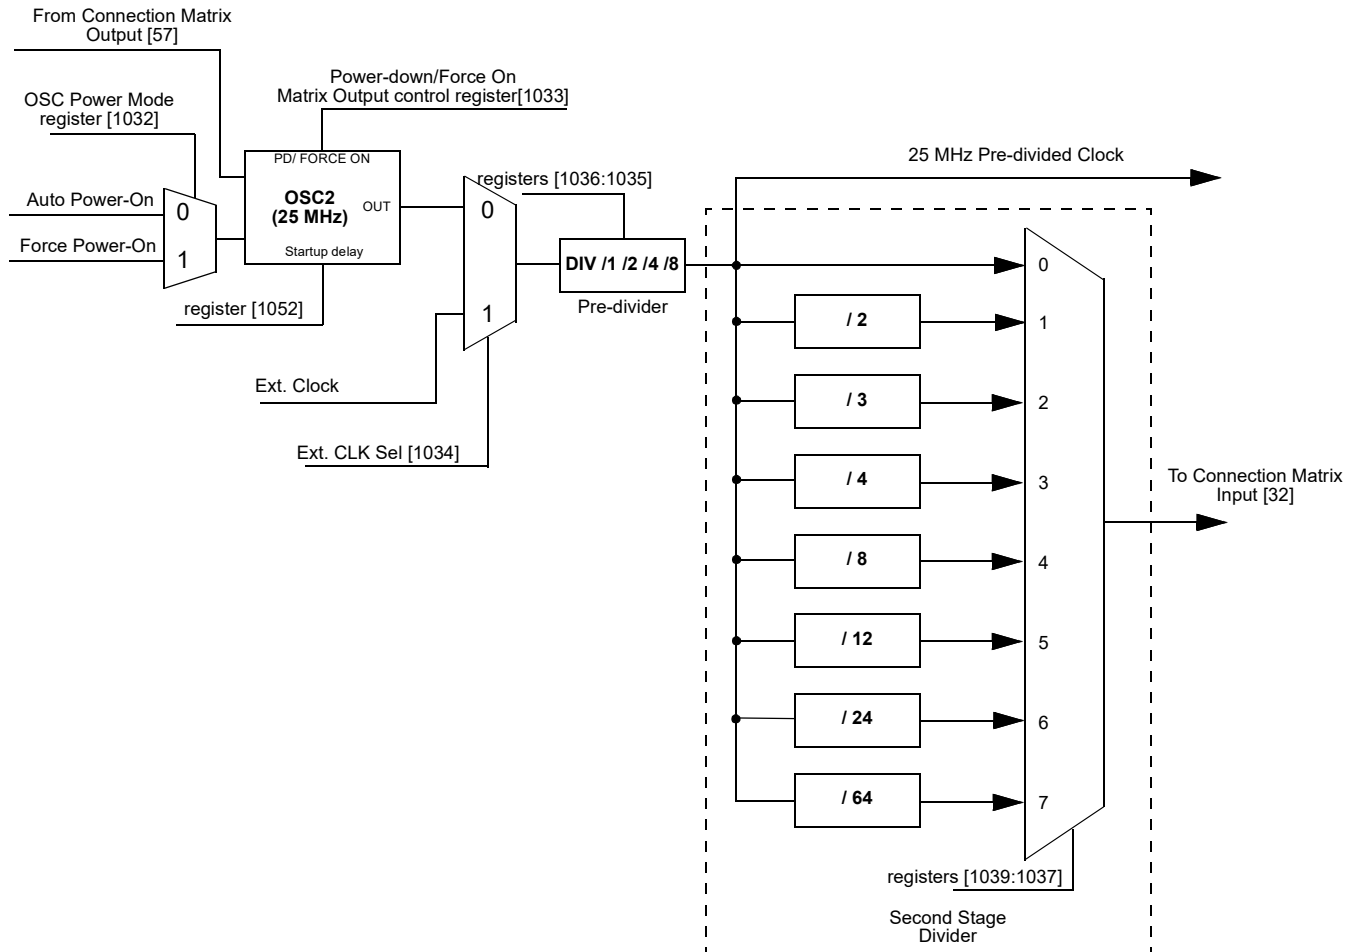 From Connection Matrix
Output [57]
Power-down/Force On
Matrix Output control register[1033]
OSC Power Mode
register [1032]
PD/ FORCE ON
OSC2
(25 MHz)
OUT
Startup delay
Auto Power-On
0
Force Power-On
1
register [1052]
0
1
registers [1036:1035]
DIV /1 /2 /4 /8
Pre-divider
Ext. Clock
Ext. CLK Sel [1034]
25 MHz Pre-divided Clock
0
/ 2
1
/ 3
2
/ 4
3
/ 8
4
/ 12
5
/ 24
6
/ 64
7
To Connection Matrix
Input [32]
registers [1039:1037]
Second Stage
Divider